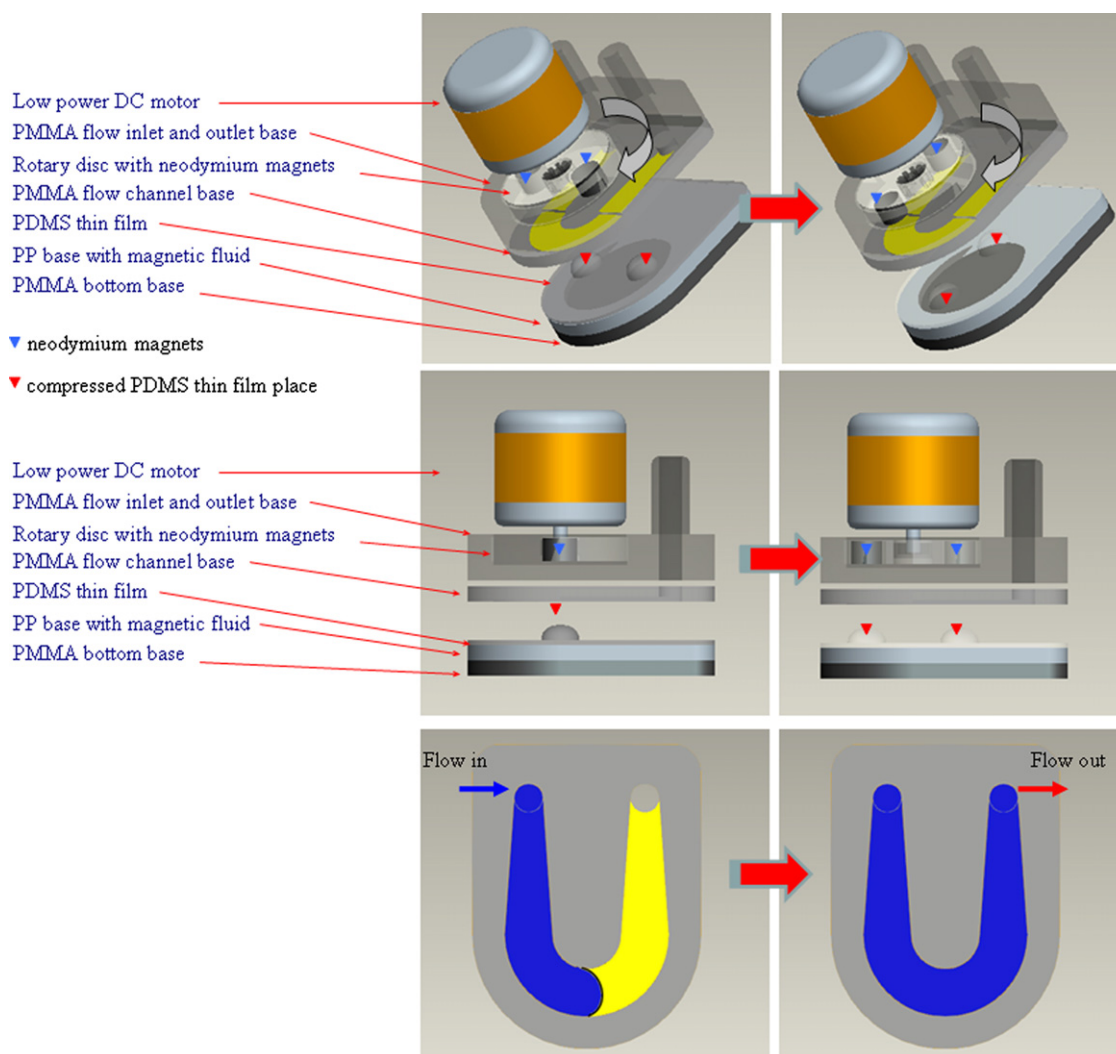 Low power DC motor
PMMA flow inlet and outlet base
Rotary disc with neodymium magnets
PMMA flow channel base
PDMS thin film
PP base with magnetic fluid
PMMA bottom base
neodymium magnets
compressed PDMS thin film place
Low power DC motor
PMMA flow inlet and outlet base
Rotary disc with neodymium magnets
PMMA flow channel base
PDMS thin film
PP base with magnetic fluid
PMMA bottom base
Flow in
Flow out